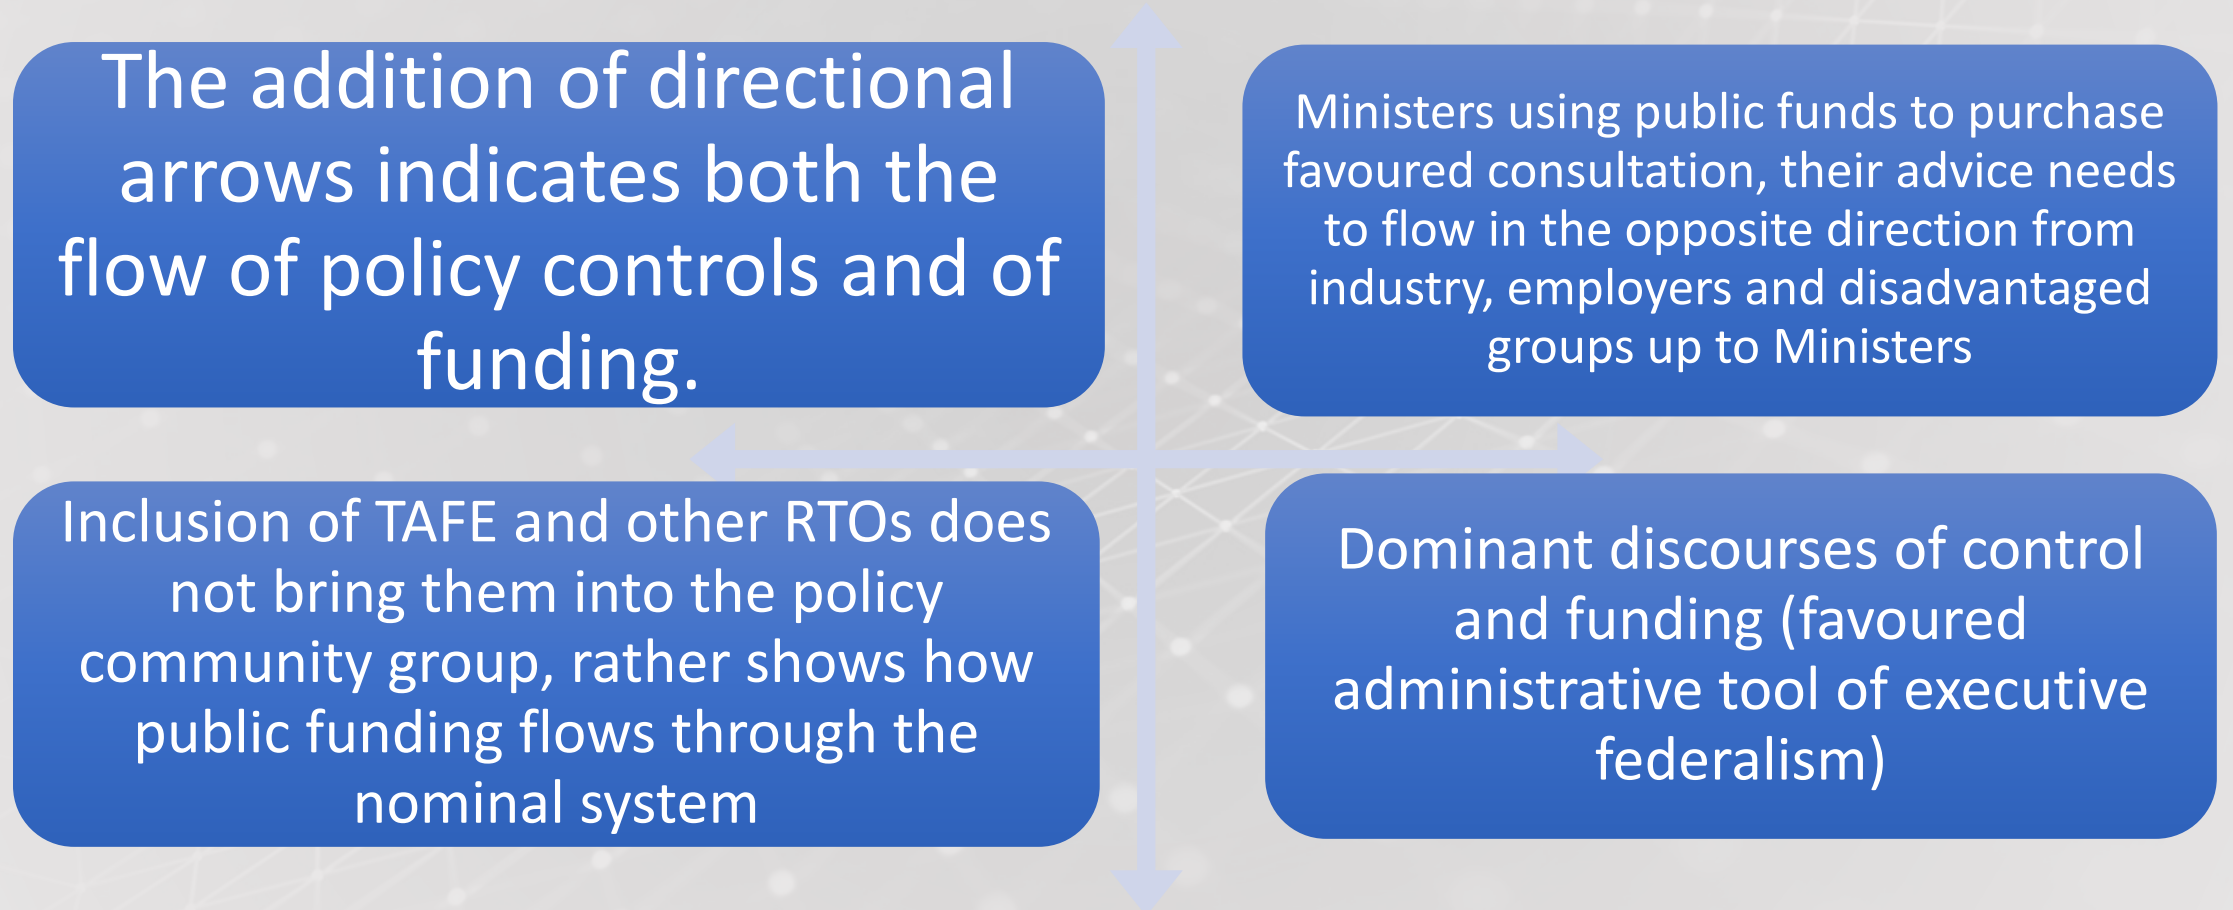 The addition of directional
arrows indicates both the
flow of policy controls and of
funding.
Ministers using public funds to purchase
favoured consultation, their advice needs
to flow in the opposite direction from
industry, employers and disadvantaged
groups up to Ministers
Inclusion of TAFE and other RTOs does
not bring them into the policy
community group, rather shows how
public funding flows through the
nominal system
Dominant discourses of control
and funding (favoured
administrative tool of executive
federalism)